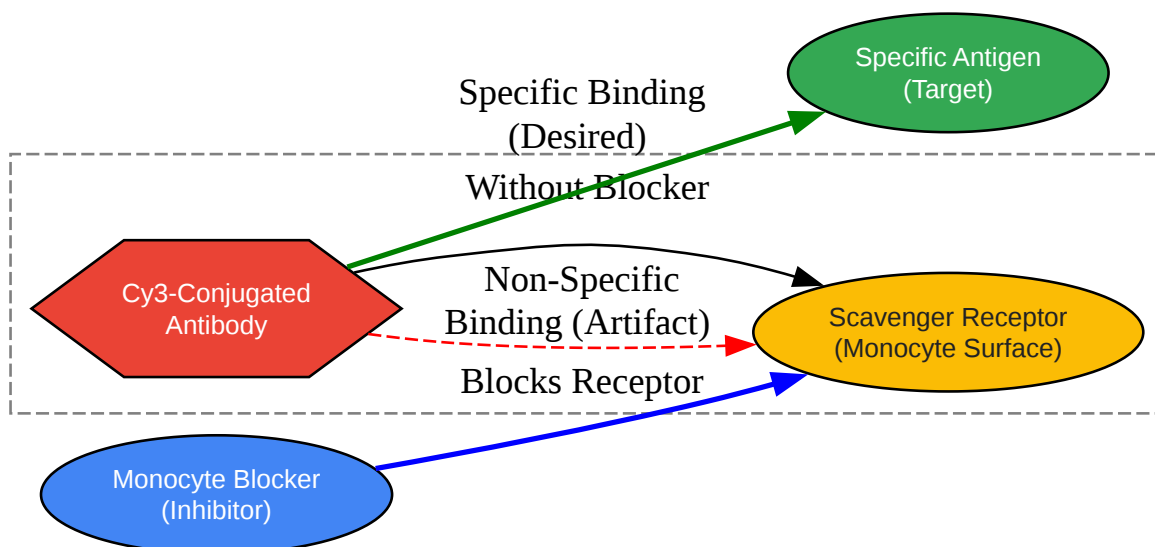 Specific Antigen
(Target)
Specific Binding
(Desired)
Without Blocker
Cy3-Conjugated
Antibody
Non-Specific
Binding (Artifact)
Scavenger Receptor
(Monocyte Surface)
Blocks Receptor
Monocyte Blocker
(Inhibitor)